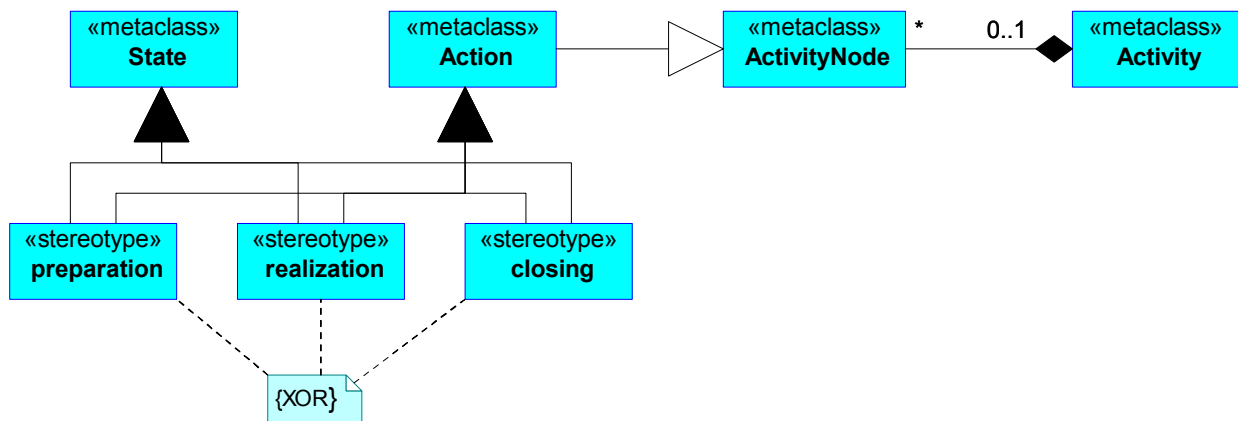 «metaclass»
State
«metaclass»
Action
«metaclass»
ActivityNode
*
0..1
«metaclass»
Activity
«stereotype»
preparation
«stereotype»
realization
«stereotype»
closing
{XOR}